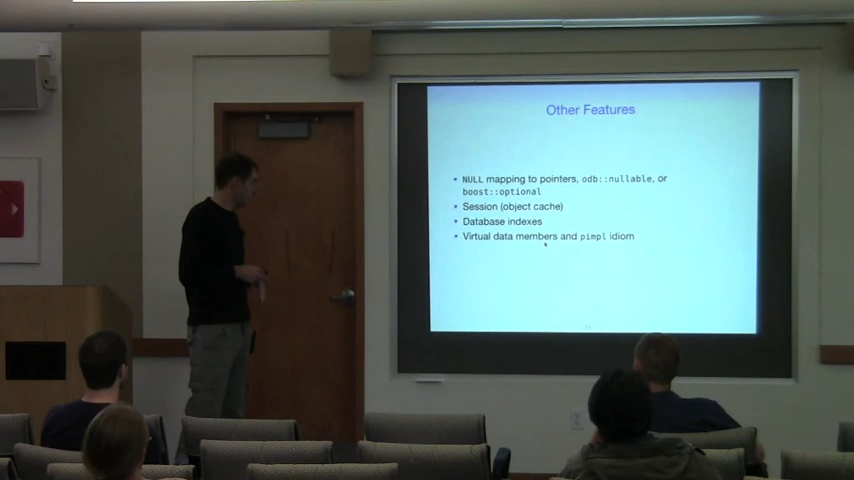 Other Features
• NULL mapping to pointers, odb::nullable, or
boost::optional
• Session (object cache)
• Database indexes
• Virtual data members and pimpl idiom